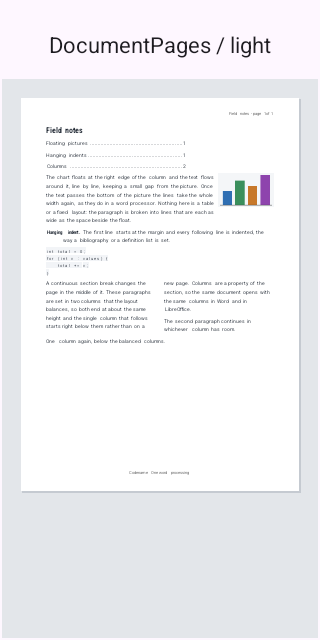 DocumentPages / light
Field notes page 1of 1
Field notes
Floating pictures ................................................ 1
Hanging indents ................................................ 1
Columns ................................................ 2
The chart floats at the right edge of the column and the text flows
around it, line by line, keeping a small gap from the picture. Once
the text passes the bottom of the picture the lines take the whole
width again, as they do in a word processor. Nothing here is a table
or a fixed layout: the paragraph is broken into lines that are each as
wide as the space beside the float.
Hanging indent. The first line starts at the margin and every following line is indented, the
way a bibliography or a definition list is set.
int total = 0;
for (int c : columns) {
total += c;
}
A continuous section break changes the
page in the middle of it. These paragraphs
are set in two columns that the layout
balances, so both end at about the same
height and the single column that follows
starts right below them rather than on a
new page. Columns are a property of the
section, so the same document opens with
the same columns in Word and in
LibreOffice.
The second paragraph continues in
whichever column has room.
One column again, below the balanced columns.
Codename One word processing